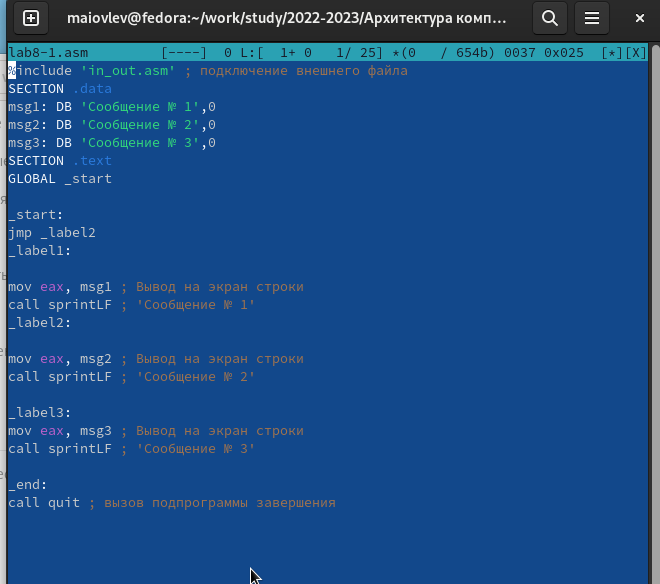 maiovlev@fedora:~/work/study/2022-2023/Архитектура комп…
lab8-1.asm [----] 0 L:[ 1+ 0 1/ 25] *(0 / 654b) 0037 0x025 [*][X]
%include 'in_out.asm' ; подключение внешнего файла
SECTION .data
msg1: DB 'Сообщение № 1',0
msg2: DB 'Сообщение № 2',0
msg3: DB 'Сообщение № 3',0
SECTION .text
GLOBAL _start
_start:
jmp _label2
_label1:
mov eax, msg1 ; Вывод на экран строки
call sprintLF ; 'Сообщение № 1'
_label2:
mov eax, msg2 ; Вывод на экран строки
call sprintLF ; 'Сообщение № 2'
_label3:
mov eax, msg3 ; Вывод на экран строки
call sprintLF ; 'Сообщение № 3'
_end:
call quit ; вызов подпрограммы завершения